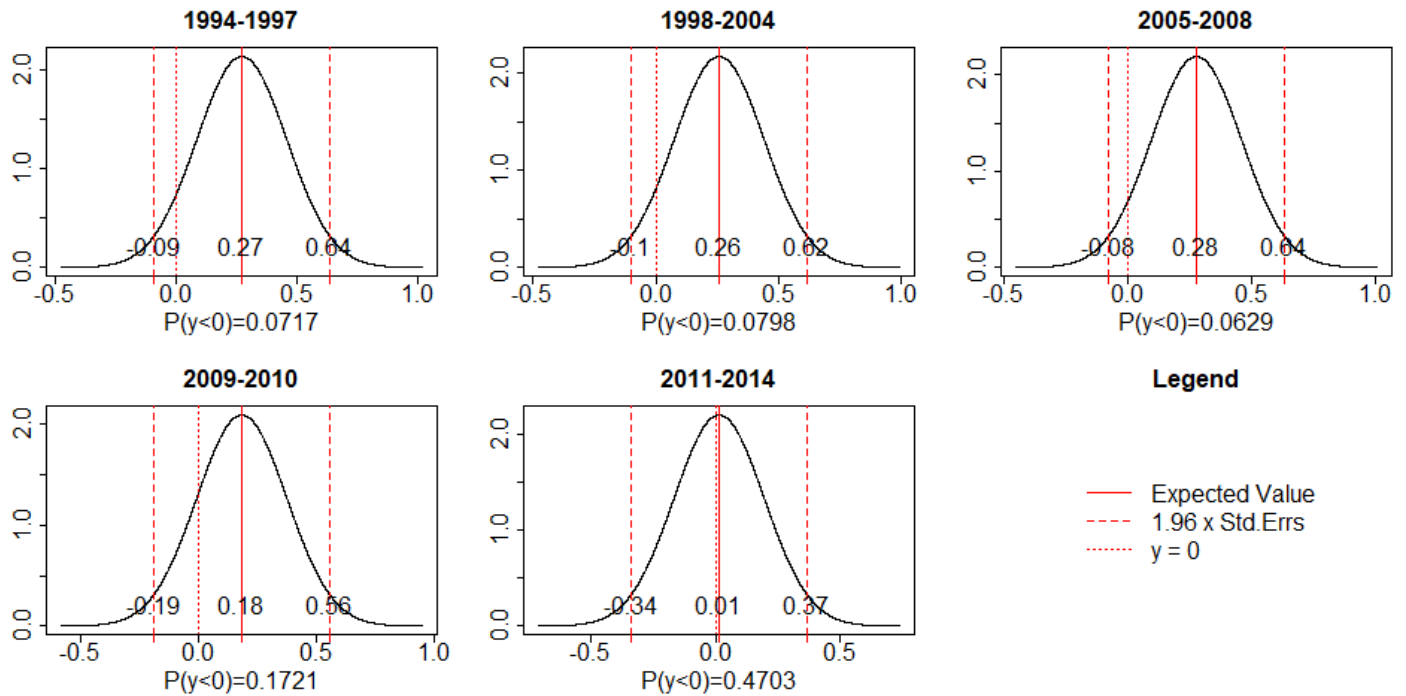 1994-1997
2.0
1.0
0.0
-0.09 0.27 0.64
-0.5 0.0 0.5 1.0
P(y<0)=0.0717
1998-2004
2.0
1.0
0.0
-0.1 0.26 0.62
-0.5 0.0 0.5 1.0
P(y<0)=0.0798
2005-2008
2.0
1.0
0.0
-0.08 0.28 0.64
-0.5 0.0 0.5 1.0
P(y<0)=0.0629
2009-2010
2.0
1.0
0.0
-0.19 0.18 0.56
-0.5 0.0 0.5 1.0
P(y<0)=0.1721
2011-2014
2.0
1.0
0.0
-0.34 0.01 0.37
-0.5 0.0 0.5
P(y<0)=0.4703
Legend
Expected Value
1.96 x Std.Errs
y = 0